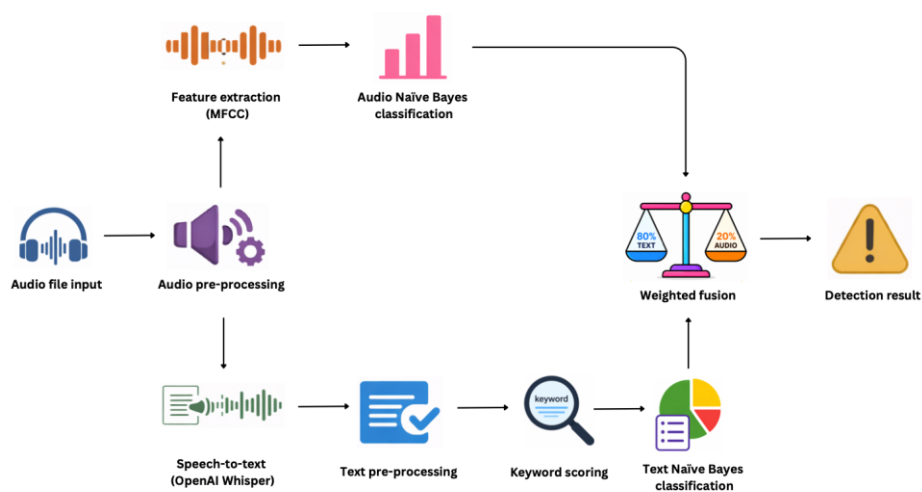 Feature extraction
(MFCC)
Audio Naïve Bayes
classification
Audio file input
Audio pre-processing
80%
TEXT
20%
AUDIO
Weighted fusion
Detection result
Speech-to-text
(OpenAI Whisper)
Text pre-processing
keyword
Keyword scoring
Text Naïve Bayes
classification